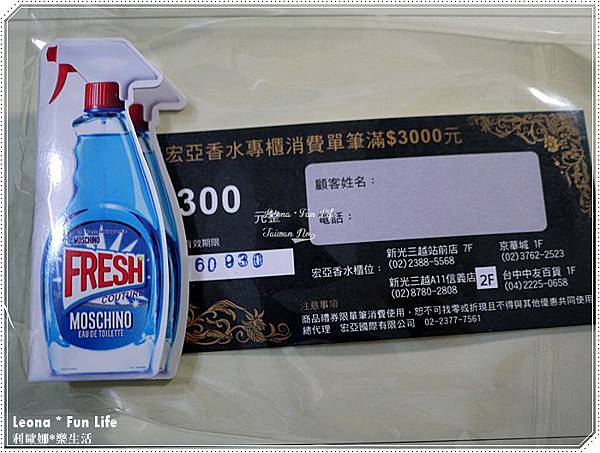 MOSCHINO
FRESH
COUTURE
MOSCHINO
EAU DE TOILETTE
宏亞香水專櫃消費單筆滿$3000元
300
元整
有效期限
60930
顧客姓名：
電話：
宏亞香水櫃位：
新光三越站前店 7F
(02)2388-5568
京華城 1F
(02)3762-2523
新光三越A11信義店 2F
(02)8780-2808
台中中友百貨 1F
(04)2225-0658
注意事項
商品禮券限單筆消費使用，恕不可找零或折現且不得與其他優惠共同使用
總代理 宏亞國際有限公司 02-2377-7561
Leona * Fun Life
Leona * Fun Life
利歐娜*樂生活